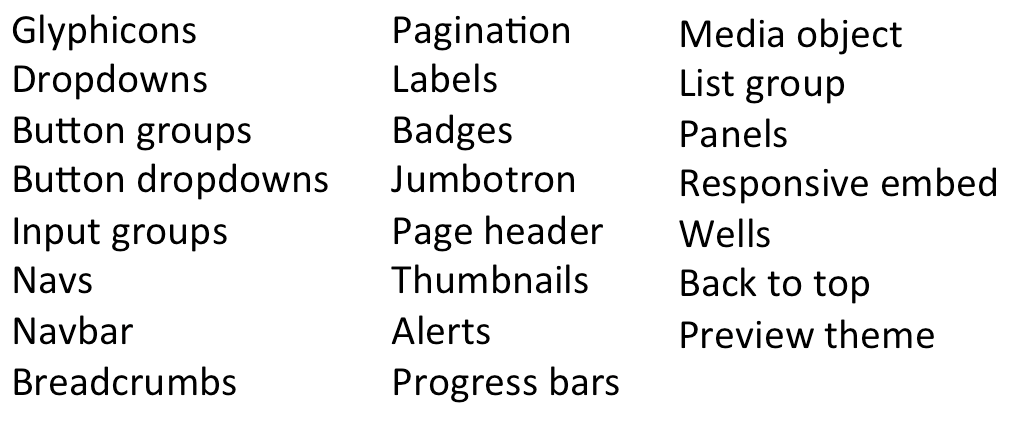 Glyphicons
Dropdowns
Button groups
Button dropdowns
Input groups
Navs
Navbar
Breadcrumbs
Pagination
Labels
Badges
Jumbotron
Page header
Thumbnails
Alerts
Progress bars
Media object
List group
Panels
Responsive embed
Wells
Back to top
Preview theme